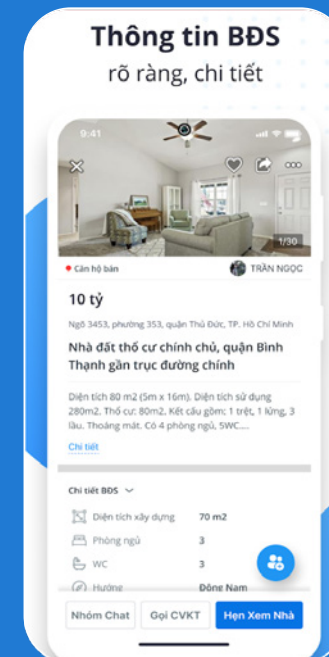 Thông tin BĐS
rõ ràng, chi tiết
9:41
1/30
Căn hộ bán
TRẦN NGỌC
10 tỷ
Ngõ 3453, phường 353, quận Thủ Đức, TP. Hồ Chí Minh
Nhà đất thổ cư chính chủ, quận Bình
Thạnh gần trục đường chính
Diện tích 80 m2 (5m x 16m). Diện tích sử dụng
280m2. Thổ cư: 80m2. Kết cấu gồm: 1 trệt, 1 lửng, 3
lầu. Thoáng mát. Có 4 phòng ngủ, 5WC....
Chi tiết
Chi tiết BĐS
Diện tích xây dựng 70 m2
Phòng ngủ 3
WC 3
Hướng Đông Nam
Nhóm Chat Gọi CVKT Hẹn Xem Nhà